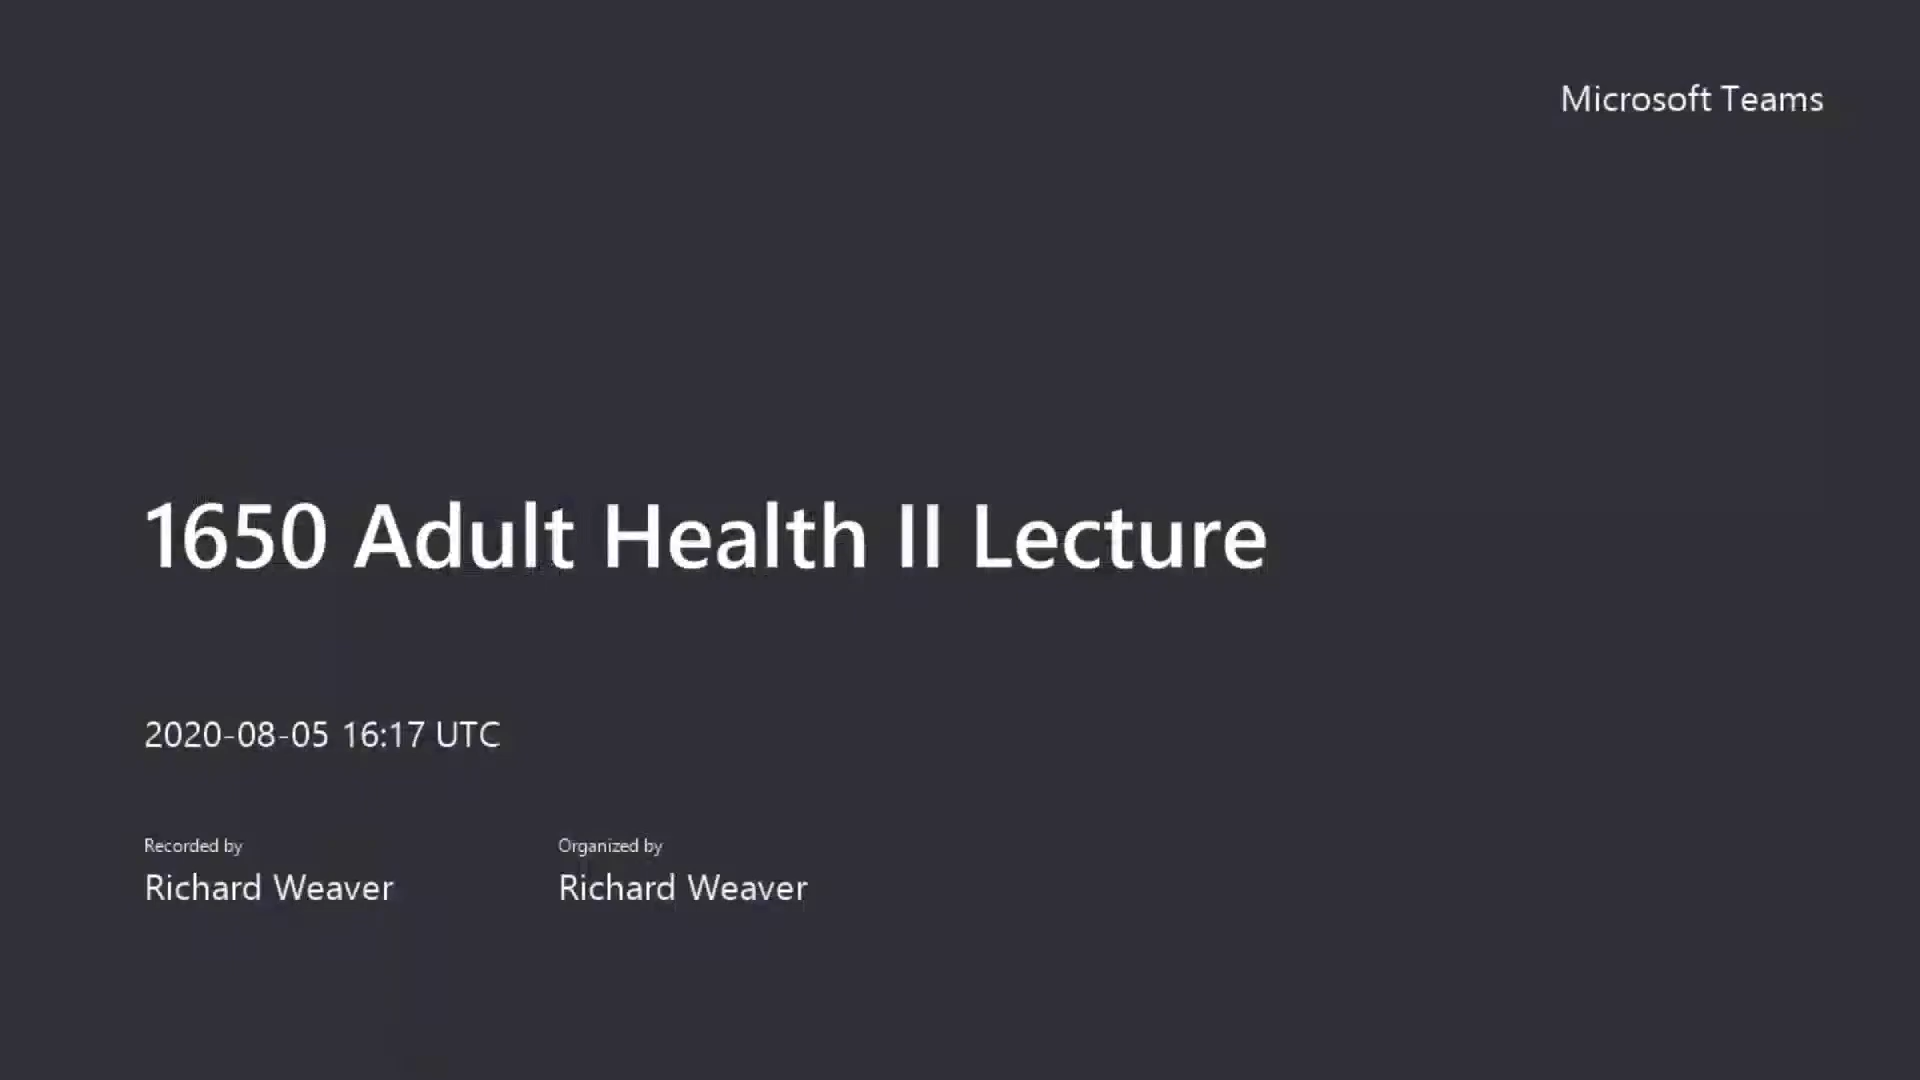 Microsoft Teams
1650 Adult Health II Lecture
2020-08-05 16:17 UTC
Recorded by
Richard Weaver
Organized by
Richard Weaver